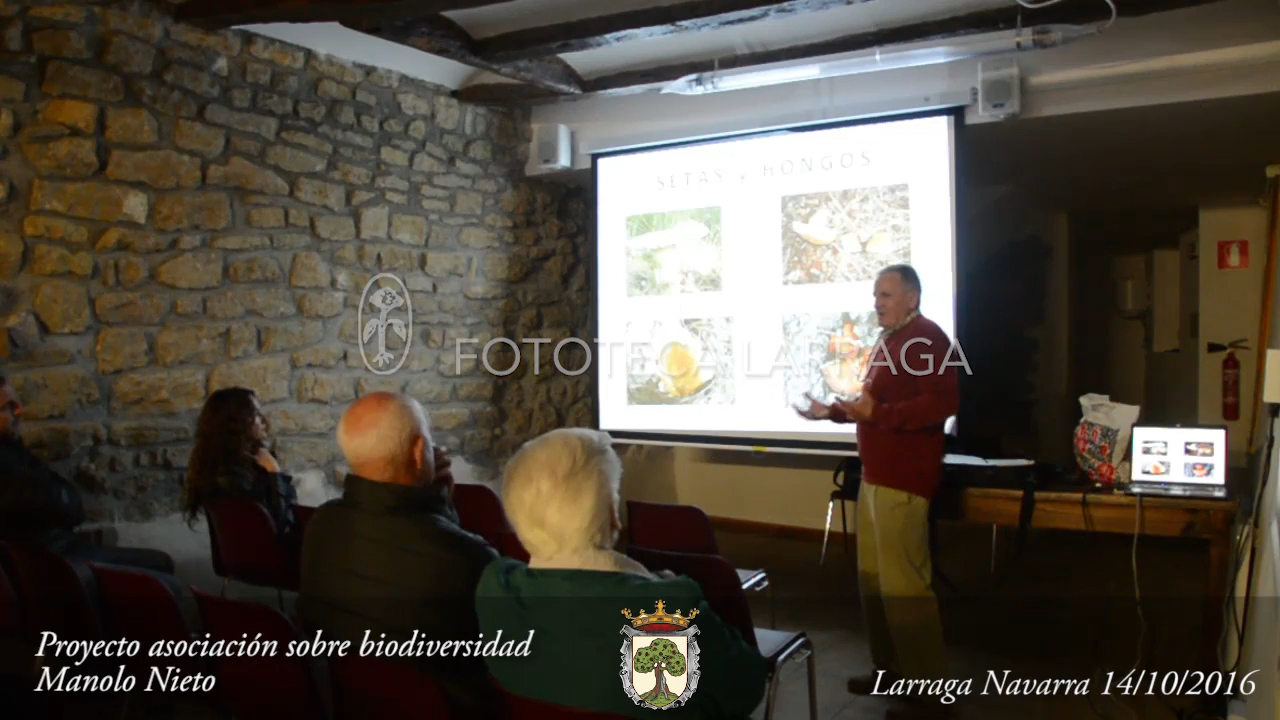 SETAS y HONGOS
FOTOTECA LARRAGA
Proyecto asociación sobre biodiversidad
Manolo Nieto
Larraga Navarra 14/10/2016